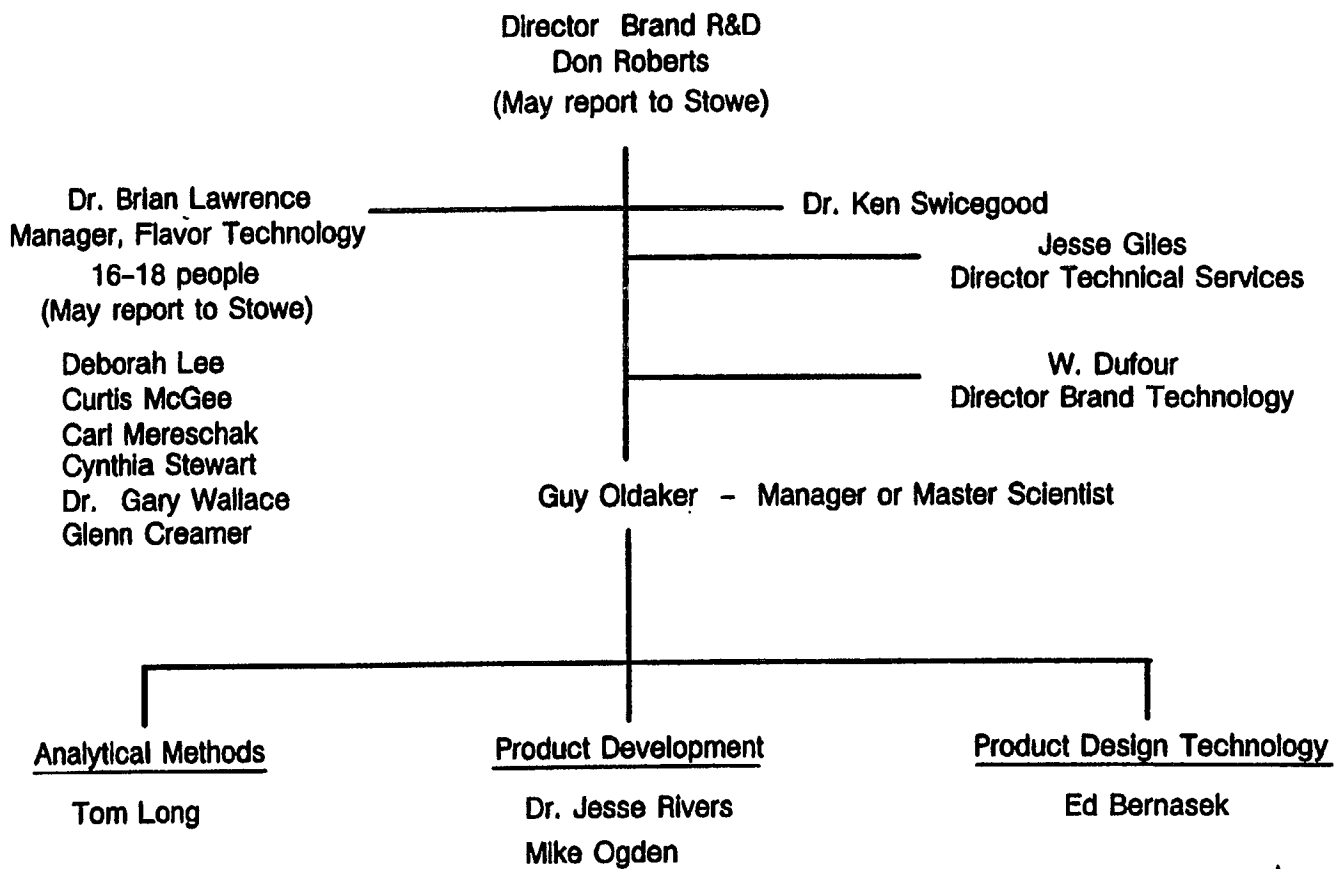 Director Brand R&D
Don Roberts
(May report to Stowe)
Dr. Brian Lawrence
Manager, Flavor Technology
16-18 people
(May report to Stowe)
Deborah Lee
Curtis McGee
Carl Mereschak
Cynthia Stewart
Dr. Gary Wallace
Glenn Creamer
Dr. Ken Swicegood
Jesse Giles
Director Technical Services
W. Dufour
Director Brand Technology
Guy Oldaker - Manager or Master Scientist
Analytical Methods
Tom Long
Product Development
Dr. Jesse Rivers
Mike Ogden
Product Design Technology
Ed Bernasek